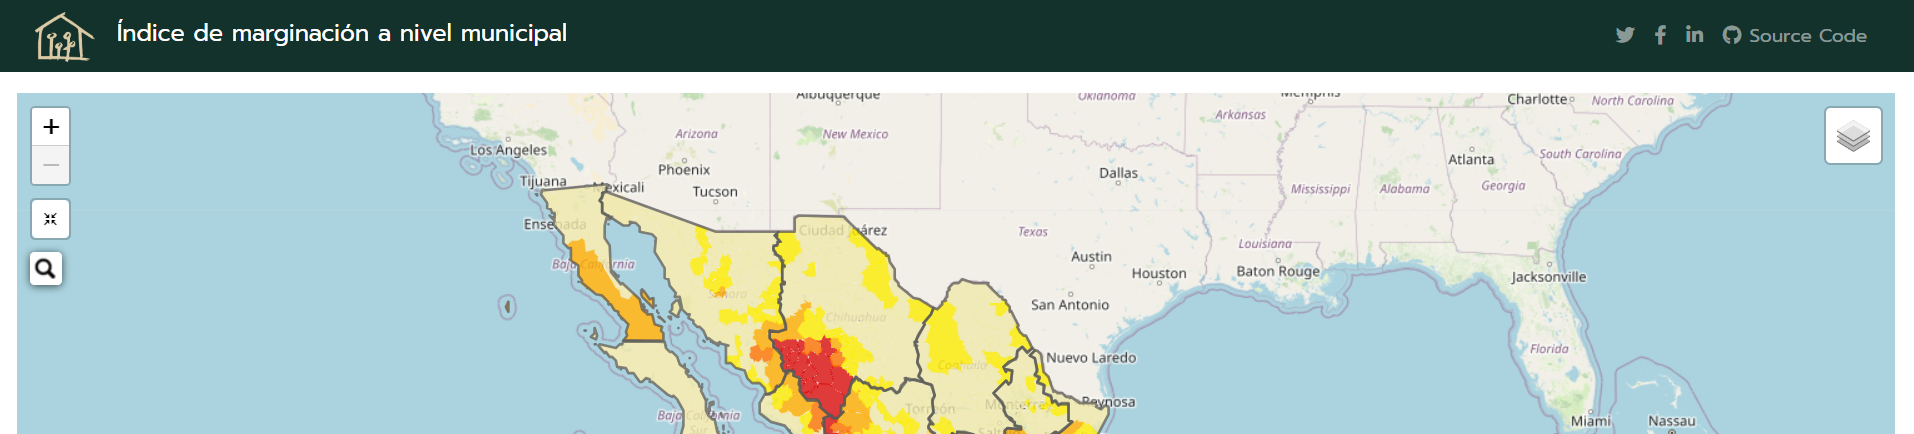 Índice de marginación a nivel municipal
Source Code
+
−
Albuquerque
Oklahoma
Memphis
Charlotte
North Carolina
Arkansas
Los Angeles
Arizona
New Mexico
Phoenix
Dallas
Atlanta
South Carolina
Tijuana
Mexicali
Tucson
Mississippi
Alabama
Georgia
Ensenada
Ciudad Juárez
Texas
Louisiana
Baja California
Austin
Houston
Baton Rouge
Jacksonville
Sonora
San Antonio
Chihuahua
Florida
Nuevo Laredo
Coahuila
Torreón
Monterrey
Reynosa
Baja California
Sur
Miami
Nassau